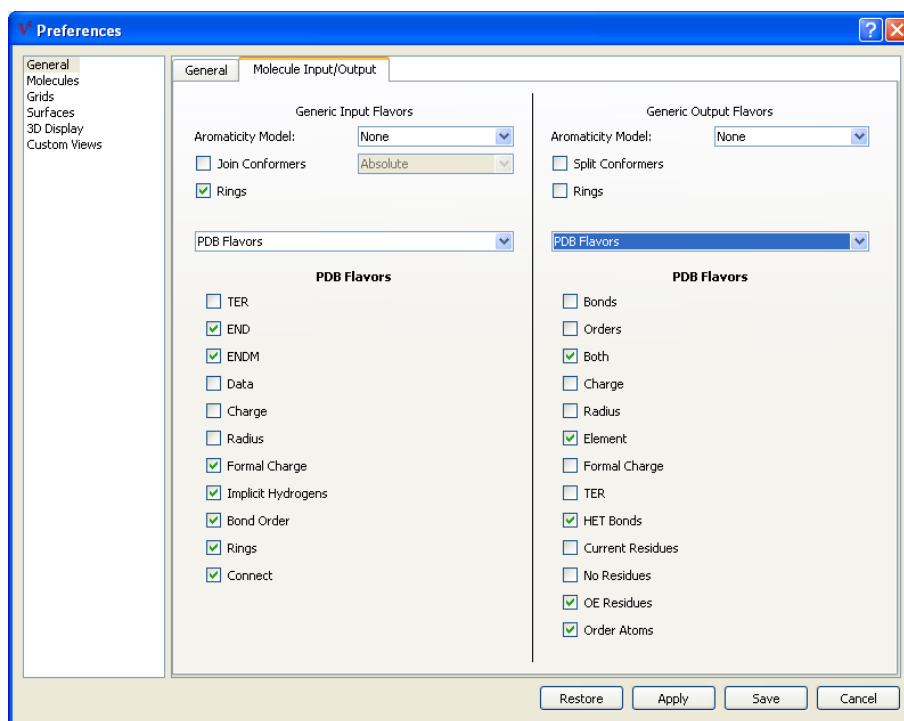 Preferences
General
Molecules
Grids
Surfaces
3D Display
Custom Views
General
Molecule Input/Output
Generic Input Flavors
Aromaticity Model:
None
Join Conformers
Absolute
Rings
PDB Flavors
PDB Flavors
TER
END
ENDM
Data
Charge
Radius
Formal Charge
Implicit Hydrogens
Bond Order
Rings
Connect
Generic Output Flavors
Aromaticity Model:
None
Split Conformers
Rings
PDB Flavors
PDB Flavors
Bonds
Orders
Both
Charge
Radius
Element
Formal Charge
TER
HET Bonds
Current Residues
No Residues
OE Residues
Order Atoms
Restore
Apply
Save
Cancel